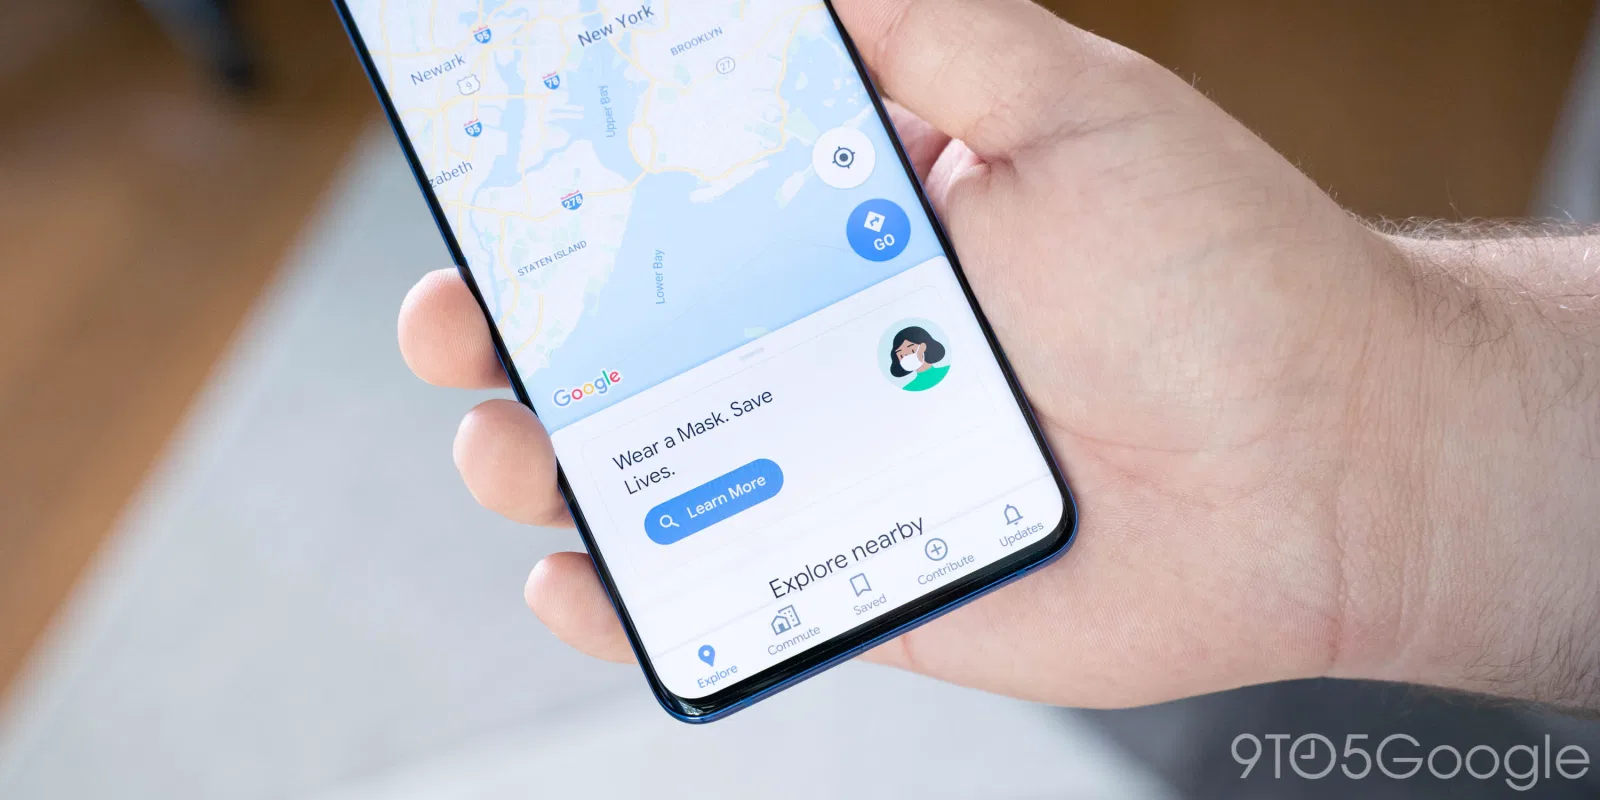 New York
BROOKLYN
95
Newark
9
78
27
Upper Bay
95
zabeth
278
GO
STATEN ISLAND
Lower Bay
Google
Wear a Mask. Save
Lives.
Learn More
Explore nearby
Explore
Commute
Saved
Contribute
Updates
9TO5Google